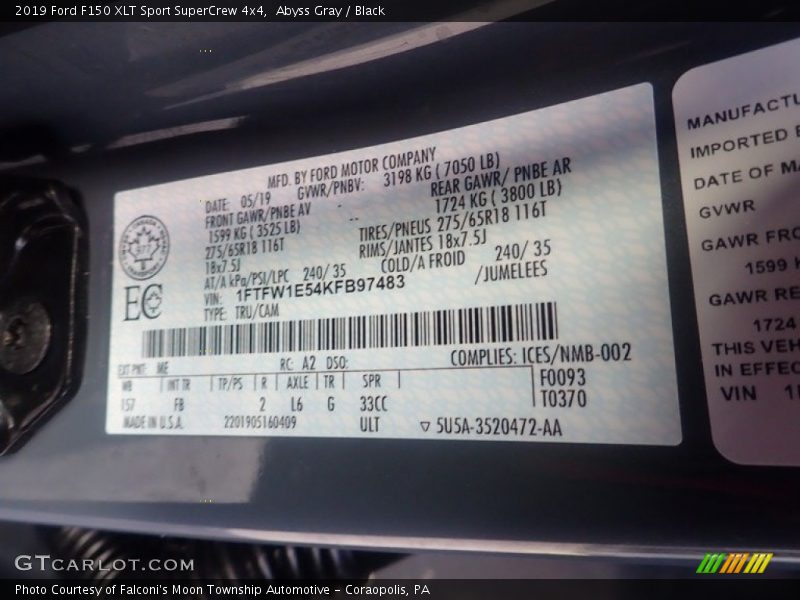 2019 Ford F150 XLT Sport SuperCrew 4x4,  Abyss Gray / Black
MFD. BY FORD MOTOR COMPANY
DATE: 05/19 GVWR/PNBV: 3198 KG ( 7050 LB)
FRONT GAWR/PNBE AV REAR GAWR/ PNBE AR
1599 KG ( 3525 LB) 1724 KG ( 3800 LB)
275/65R18 116T TIRES/PNEUS 275/65R18 116T
18x7.5J RIMS/JANTES 18x7.5J
AT/A kPa/PSI/LPC 240/ 35 COLD/A FROID 240/ 35
VIN: 1FTFW1E54KFB97483 /JUMELEES
TYPE: TRU/CAM
EC
EXT PNT: ME RC: A2 DSO: COMPLIES: ICES/NMB-002
WB INT TR TP/PS R AXLE TR SPR F0093
157 FB 2 L6 G 33CC T0370
MADE IN U.S.A. 2201905160409 ULT ▽ 5U5A-3520472-AA
MANUFACTU
IMPORTED B
DATE OF MA
GVWR
GAWR FRO
1599 K
GAWR RE
1724
THIS VEH
IN EFFEC
VIN 1
GTCARLOT.COM
Photo Courtesy of Falconi's Moon Township Automotive – Coraopolis, PA